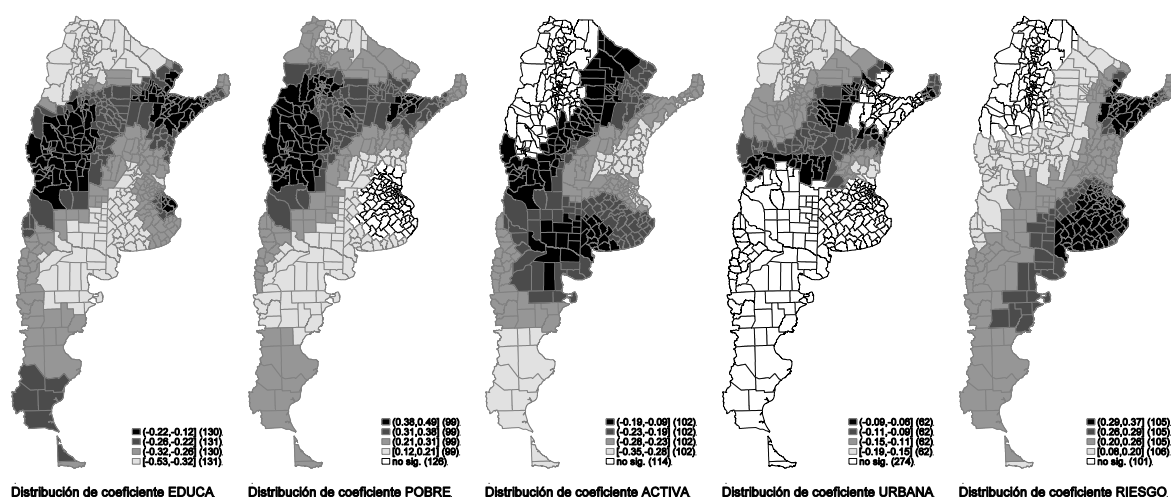 (-0.22,-0.12] (130)
(-0.26,-0.22] (131)
(-0.32,-0.26] (130)
[-0.53,-0.32] (131)
Distribución de coeficiente EDUCA
(0.38,0.49] (99)
(0.31,0.38] (99)
(0.21,0.31] (99)
[0.12,0.21] (99)
no sig. (126)
Distribución de coeficiente POBRE
(-0.19,-0.09] (102)
(-0.23,-0.19] (102)
(-0.28,-0.23] (102)
[-0.35,-0.28] (102)
no sig. (114)
Distribución de coeficiente ACTIVA
(-0.09,-0.06] (62)
(-0.11,-0.09] (62)
(-0.15,-0.11] (62)
[-0.19,-0.15] (62)
no sig. (274)
Distribución de coeficiente URBANA
(0.29,0.37] (105)
(0.26,0.29] (105)
(0.20,0.26] (105)
[0.08,0.20] (106)
no sig. (101)
Distribución de coeficiente RIESGO